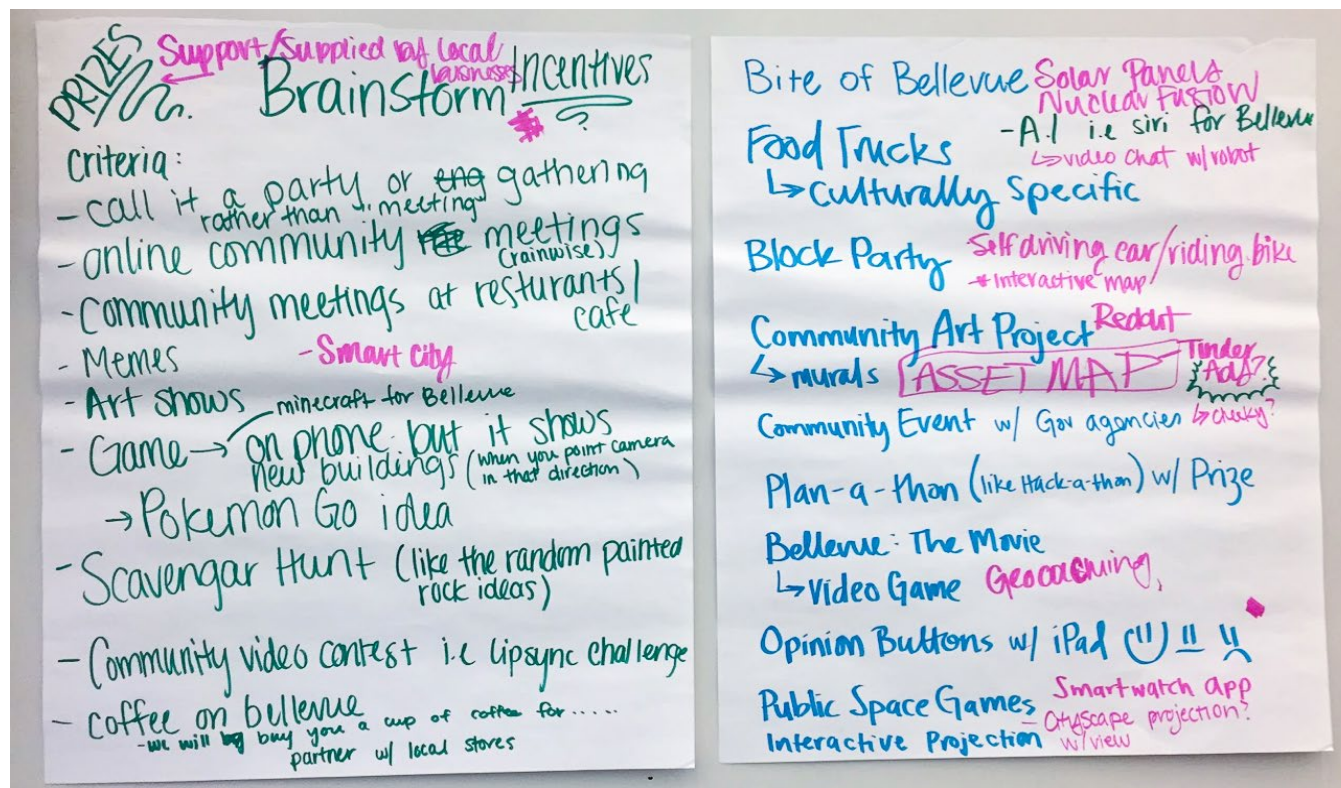 PRIZES
Support/Supplied by local
businesses
Brainstorm
Incentives
Criteria:
- call it a party or gathering
rather than "meeting"
- online community meetings
(rainwise))
- Community meetings at resturants/
cafe
- Memes
- Smart city
- Art shows
minecraft for Bellevue
- Game → on phone but it shows
new buildings (when you point camera
in that direction)
→ Pokemon Go idea
- Scavengar Hunt (like the random painted
rock ideas)
- Community video contest i.e lipsync challenge
- coffee on bellevue
- we will buy you a cup of coffee for.....
partner w/ local stores
Bite of Bellevue
Solar Panels
Nuclear Fusion
- A.I i.e siri for Bellevue
↳ video chat w/robot
Food Trucks
↳ Culturally Specific
Block Party
Self driving car/riding bike
* Interactive map
Community Art Project
Reddit
↳ murals
ASSET MAP
Tinder
Ads?
↳ cheeky?
Community Event w/ Gov agencies
Plan-a-thon (like Hack-a-thon) w/ Prize
Bellevue: The Movie
↳ Video Game
Geocaching,
Opinion Buttons w/ iPad
Public Space Games
Smartwatch app
Interactive Projection
- Cityscape projection?
w/view